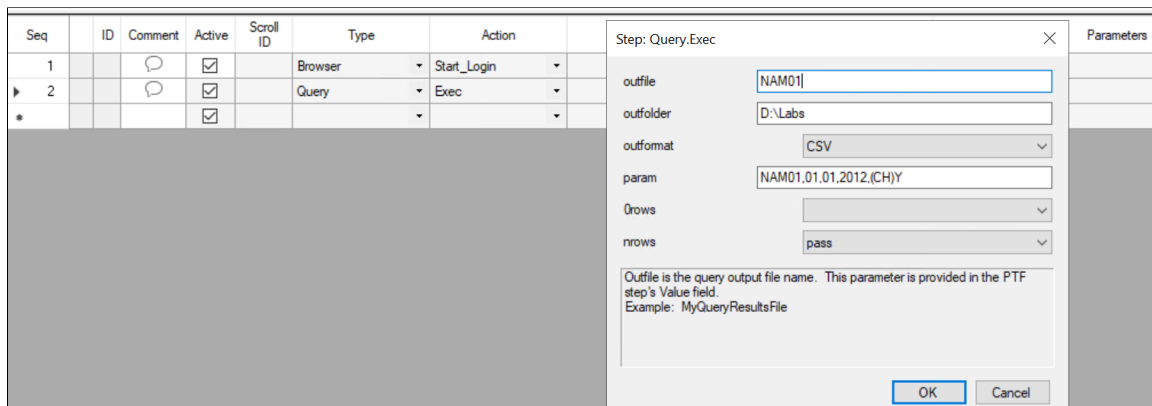 Seq ID Comment Active Scroll ID Type Action Parameters
1 Browser Start_Login
2 Query Exec
*
Step: Query.Exec
outfile NAM01
outfolder D:\Labs
outformat CSV
param NAM01,01,01,2012,(CH)Y
0rows
nrows pass
Outfile is the query output file name. This parameter is provided in the PTF
step's Value field.
Example: MyQueryResultsFile
OK Cancel